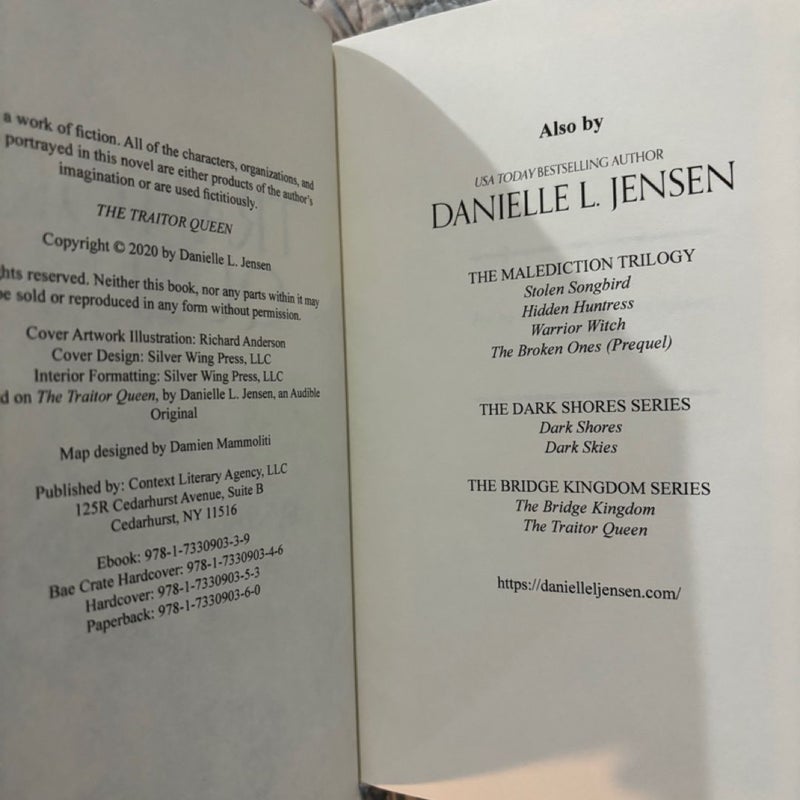 a work of fiction. All of the characters, organizations, and
portrayed in this novel are either products of the author's
imagination or are used fictitiously.
THE TRAITOR QUEEN
Copyright © 2020 by Danielle L. Jensen
hts reserved. Neither this book, nor any parts within it may
be sold or reproduced in any form without permission.
Cover Artwork Illustration: Richard Anderson
Cover Design: Silver Wing Press, LLC
Interior Formatting: Silver Wing Press, LLC
d on The Traitor Queen, by Danielle L. Jensen, an Audible
Original
Map designed by Damien Mammoliti
Published by: Context Literary Agency, LLC
125R Cedarhurst Avenue, Suite B
Cedarhurst, NY 11516
Ebook: 978-1-7330903-3-9
Bae Crate Hardcover: 978-1-7330903-4-6
Hardcover: 978-1-7330903-5-3
Paperback: 978-1-7330903-6-0
Also by
USA TODAY BESTSELLING AUTHOR
DANIELLE L. JENSEN
THE MALEDICTION TRILOGY
Stolen Songbird
Hidden Huntress
Warrior Witch
The Broken Ones (Prequel)
THE DARK SHORES SERIES
Dark Shores
Dark Skies
THE BRIDGE KINGDOM SERIES
The Bridge Kingdom
The Traitor Queen
https://danielleljensen.com/